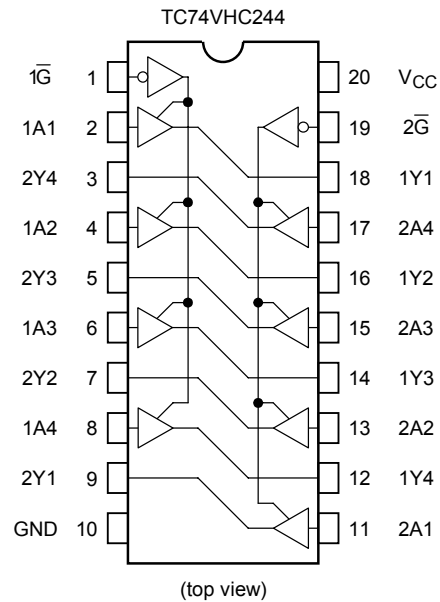 TC74VHC244
1G̅ 1 20 VCC
1A1 2 19 2G̅
2Y4 3 18 1Y1
1A2 4 17 2A4
2Y3 5 16 1Y2
1A3 6 15 2A3
2Y2 7 14 1Y3
1A4 8 13 2A2
2Y1 9 12 1Y4
GND 10 11 2A1
(top view)